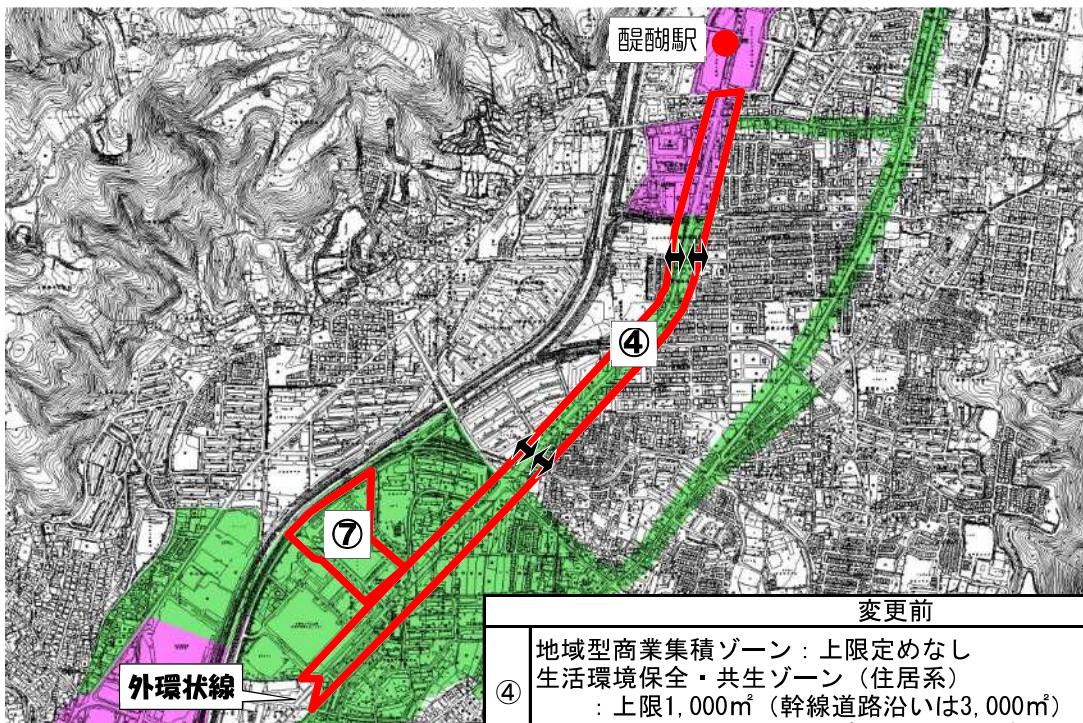 醍醐駅
④
⑦
外環状線
変更前
④
地域型商業集積ゾーン：上限定めなし
生活環境保全・共生ゾーン（住居系）
：上限1,000㎡（幹線道路沿いは3,000㎡）